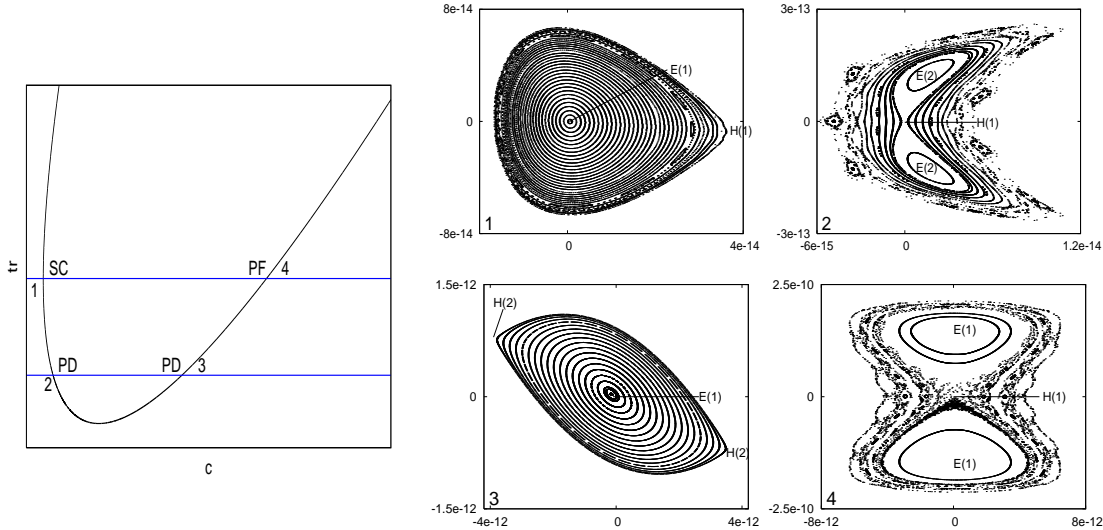 tr
SC
PF
4
1
PD
PD
3
2
c
8e-14
0
-8e-14
0
4e-14
E(1)
H(1)
1
3e-13
0
-3e-13
-6e-15
0
1.2e-14
E(2)
H(1)
E(2)
2
1.5e-12
0
-1.5e-12
-4e-12
0
4e-12
H(2)
E(1)
H(2)
3
2.5e-10
0
-2.5e-10
-8e-12
0
8e-12
E(1)
H(1)
E(1)
4